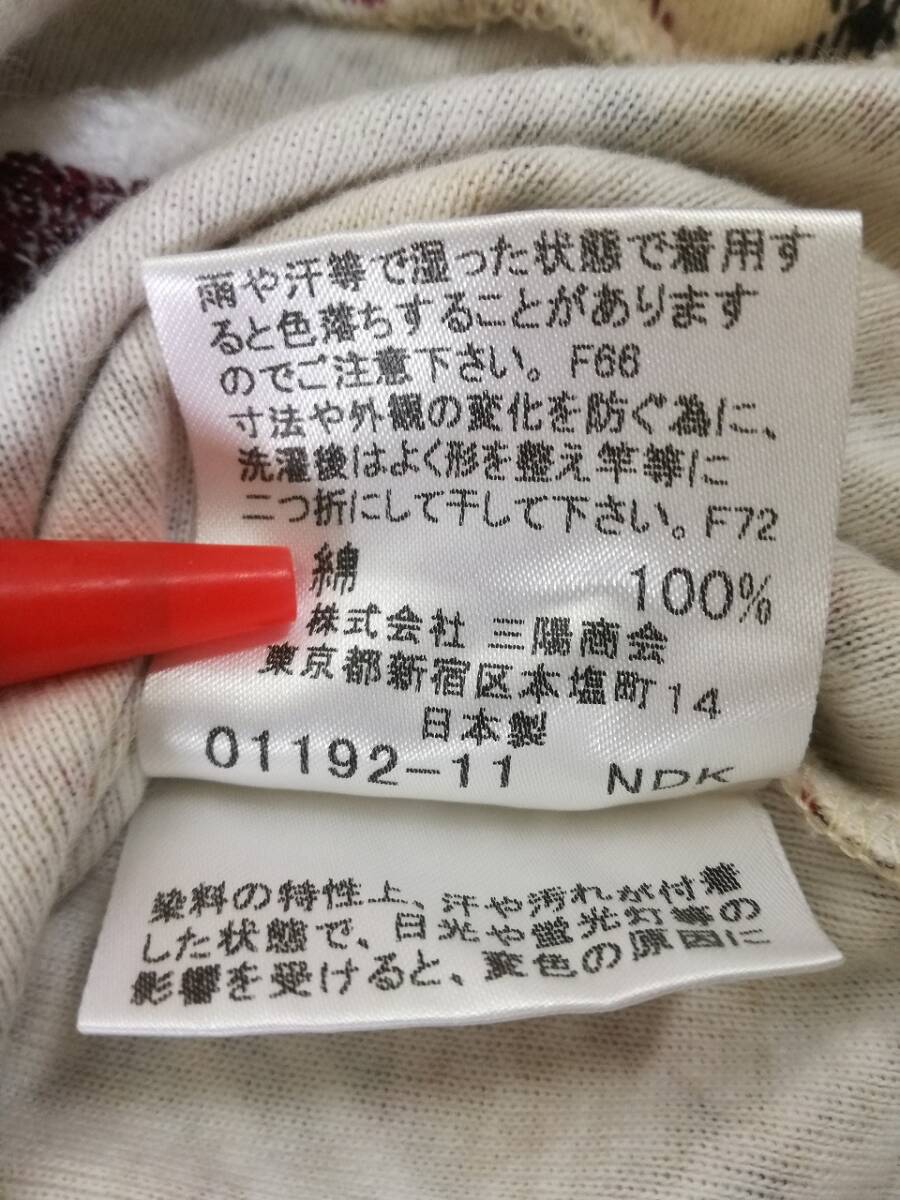 雨や汗等で湿った状態で着用す
ると色落ちすることがあります
のでご注意下さい。F66
寸法や外観の変化を防ぐ為に、
洗濯後はよく形を整え竿等に
二つ折にして干して下さい。F72
綿 100%
株式会社 三陽商会
東京都新宿区本塩町14
日本製
01192-11 NDK
染料の特性上、汗や汚れが付着
した状態で、日光や蛍光灯等の
影響を受けると、変色の原因に